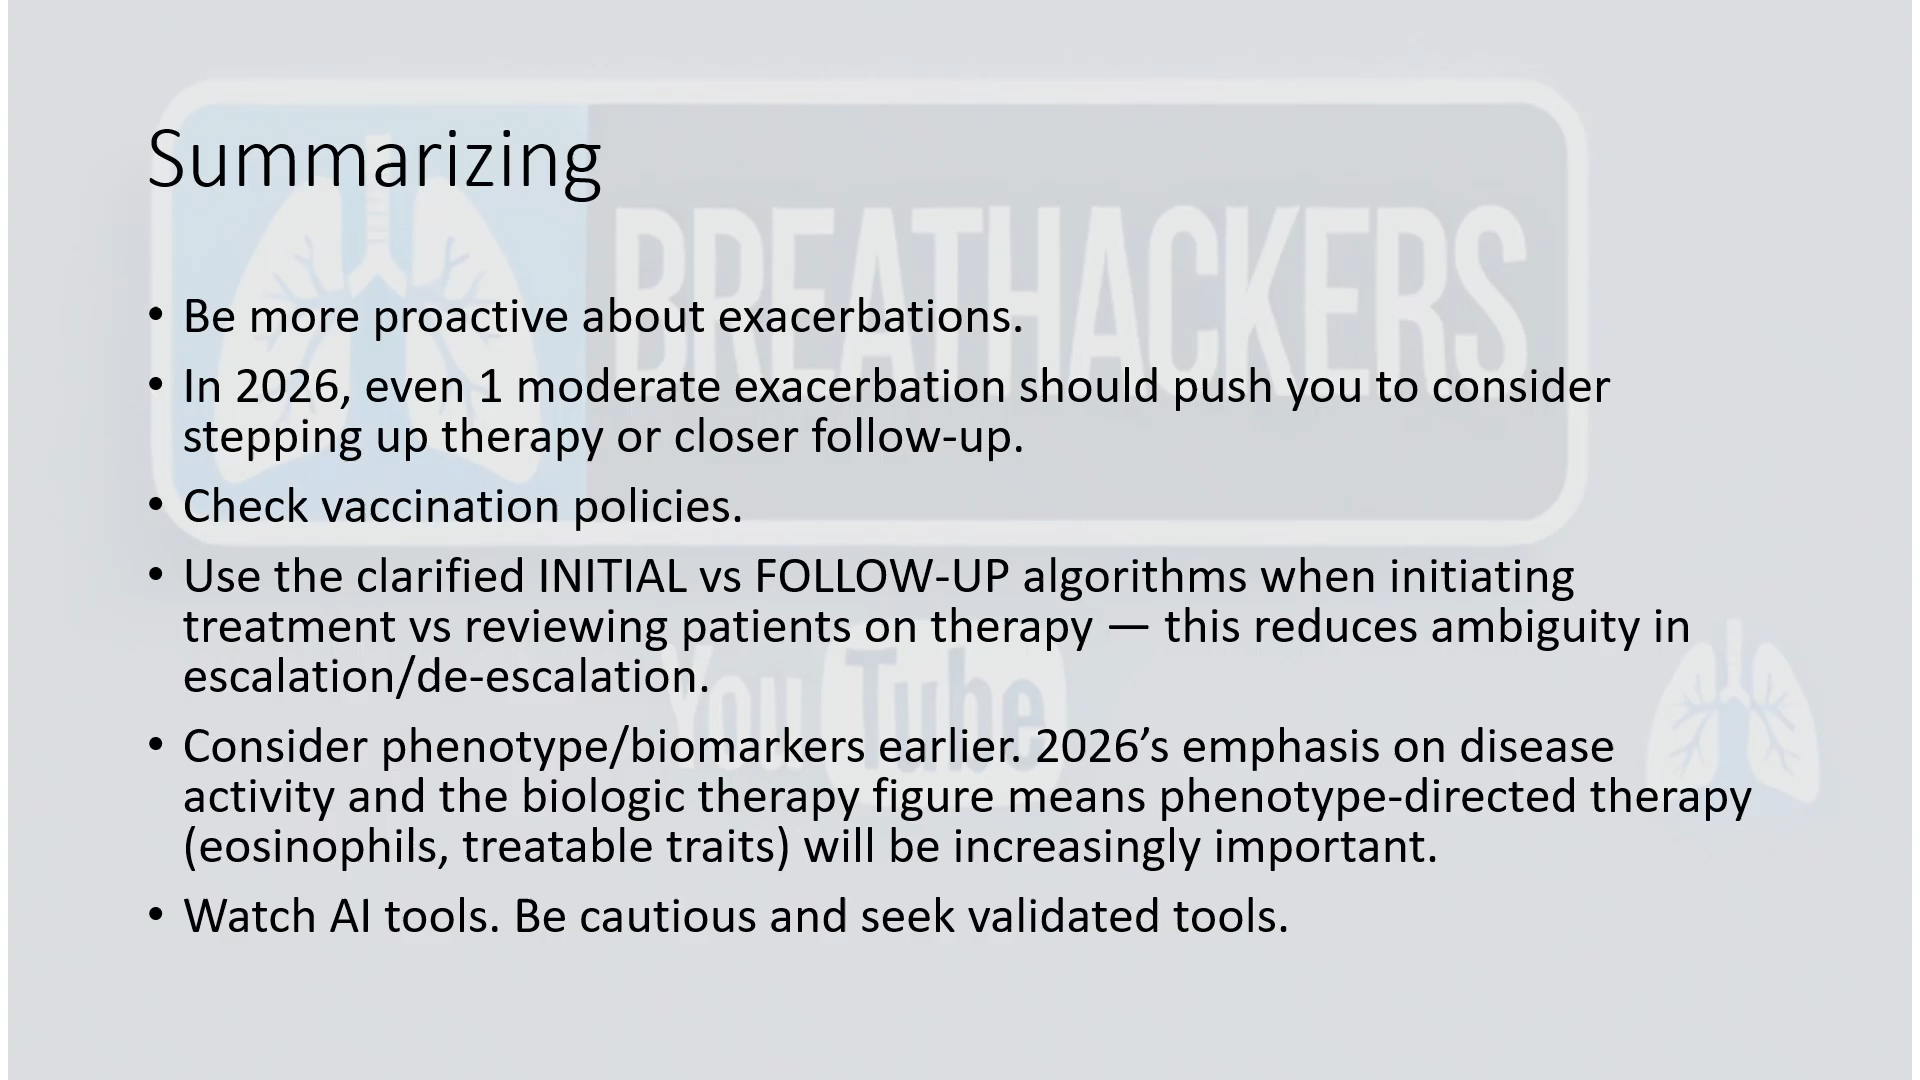 Summarizing
BREATHACKERS
• Be more proactive about exacerbations.
• In 2026, even 1 moderate exacerbation should push you to consider
stepping up therapy or closer follow-up.
• Check vaccination policies.
• Use the clarified INITIAL vs FOLLOW-UP algorithms when initiating
treatment vs reviewing patients on therapy — this reduces ambiguity in
escalation/de-escalation.
YouTube
• Consider phenotype/biomarkers earlier. 2026’s emphasis on disease
activity and the biologic therapy figure means phenotype-directed therapy
(eosinophils, treatable traits) will be increasingly important.
• Watch AI tools. Be cautious and seek validated tools.